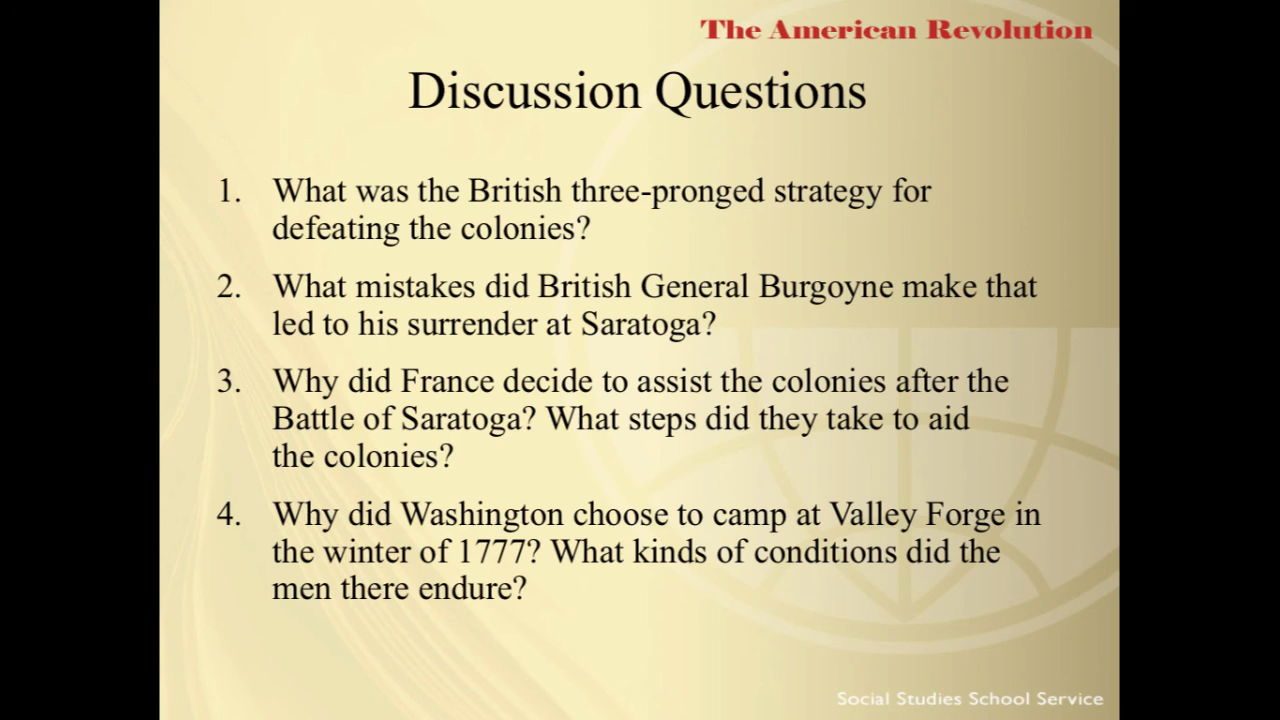 The American Revolution
Discussion Questions
1. What was the British three-pronged strategy for
defeating the colonies?
2. What mistakes did British General Burgoyne make that
led to his surrender at Saratoga?
3. Why did France decide to assist the colonies after the
Battle of Saratoga? What steps did they take to aid
the colonies?
4. Why did Washington choose to camp at Valley Forge in
the winter of 1777? What kinds of conditions did the
men there endure?
Social Studies School Service